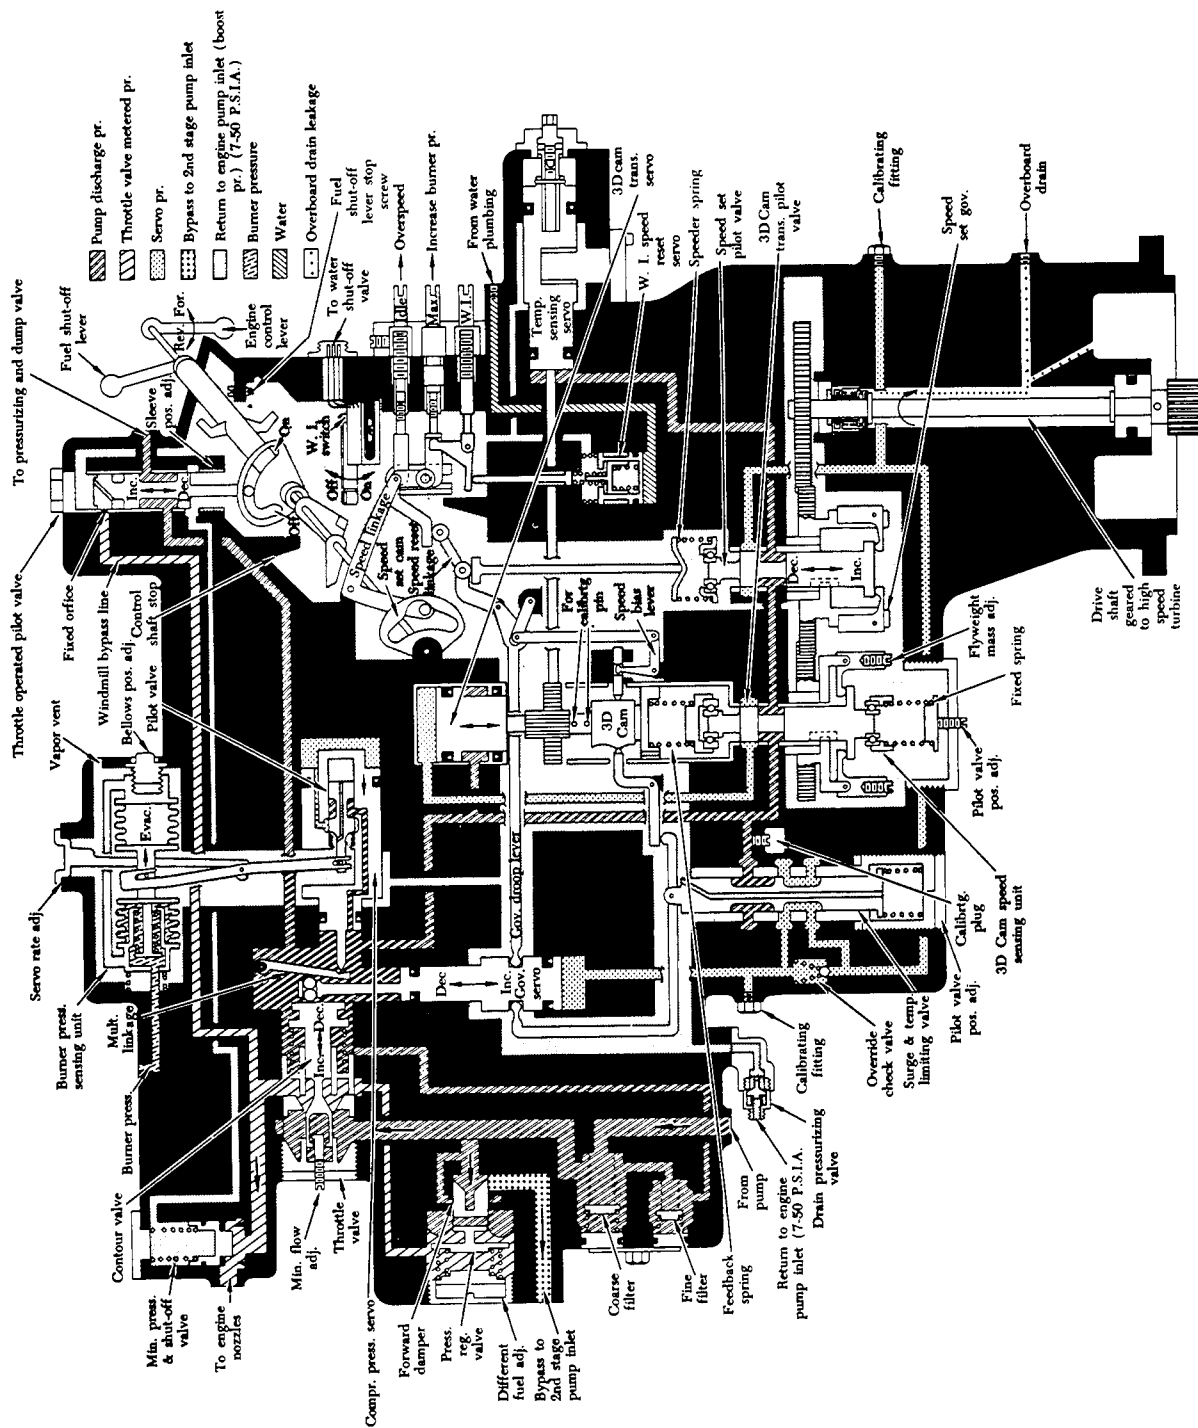 Pump discharge pr.
Throttle valve metered pr.
Servo pr.
Bypass to 2nd stage pump inlet
Return to engine pump inlet (boost
pr.) (7-50 P.S.I.A.)
Burner pressure
Water
Overboard drain leakage
To pressurizing and dump valve
Fuel shut-off
lever
Sleeve
pos. adj.
Rev. For.
Engine
control
lever
Fuel
shut-off
lever stop
screw
To water
shut-off
valve
Overspeed
Increase burner pr.
From water
plumbing
3D cam
trans.
servo
W. I. speed
reset
servo
Speeder spring
Speed set
pilot valve
3D Cam
trans. pilot
valve
Calibrating
fitting
Speed
set gov.
Overboard
drain
Throttle operated pilot valve
Fixed orfice
Windmill bypass line
Control
shaft stop
Inc.
Dec.
On
Off
W. I.
switch
Off
On
Idle
Max.
W.I.
Temp.
sensing
servo
Speed linkage
Speed
set cam
Speed reset
linkage
For
calibrtg
pin
Speed
bias
lever
3D
Cam
Dec.
Inc.
Flyweight
mass adj.
Fixed spring
Drive shaft
geared
to high
speed
turbine
Vapor vent
Bellows pos. adj.
Pilot valve
Servo rate adj.
Evac.
Burner press.
sensing unit
Mult.
linkage
Burner press.
Gov. droop lever
Dec
Inc.
Gov.
servo
Inc.
Dec.
Pilot valve
pos. adj.
3D Cam speed
sensing unit
Calibrtg.
plug
Pilot valve
pos. adj.
Surge & temp.
limiting valve
Override
check valve
Calibrating
fitting
Drain pressurizing
valve
Return to engine
pump inlet (7-50 P.S.I.A.)
From
pump
Feedback
spring
Fine
filter
Coarse
filter
Bypass to
2nd stage
pump inlet
Different
fuel adj.
Press.
reg.
valve
Forward
damper
Compr. press. servo
Throttle
valve
Min. flow
adj.
Contour valve
To engine
nozzles
Min. press.
& shut-off
valve